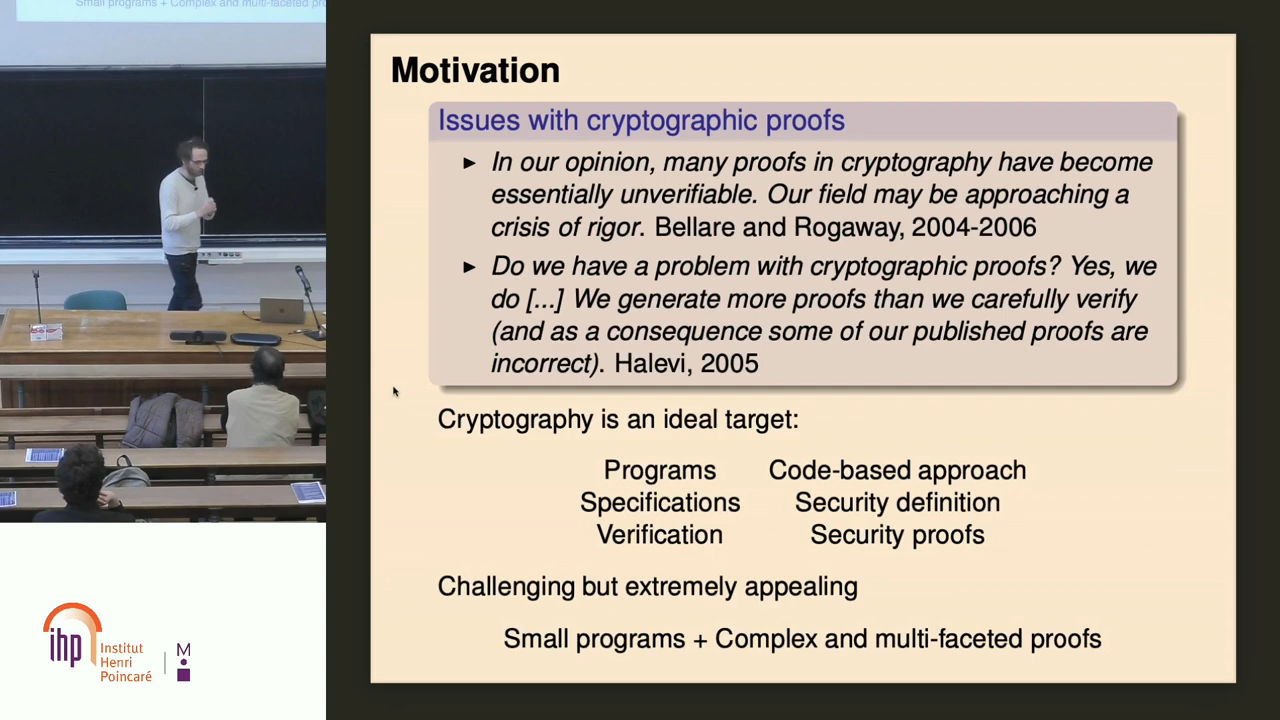 Small programs + Complex and multi-faceted pro
Motivation
Issues with cryptographic proofs
► In our opinion, many proofs in cryptography have become
essentially unverifiable. Our field may be approaching a
crisis of rigor. Bellare and Rogaway, 2004-2006
► Do we have a problem with cryptographic proofs? Yes, we
do [...] We generate more proofs than we carefully verify
(and as a consequence some of our published proofs are
incorrect). Halevi, 2005
Cryptography is an ideal target:
Programs Code-based approach
Specifications Security definition
Verification Security proofs
Challenging but extremely appealing
Small programs + Complex and multi-faceted proofs
ihp
Institut
Henri
Poincaré
M